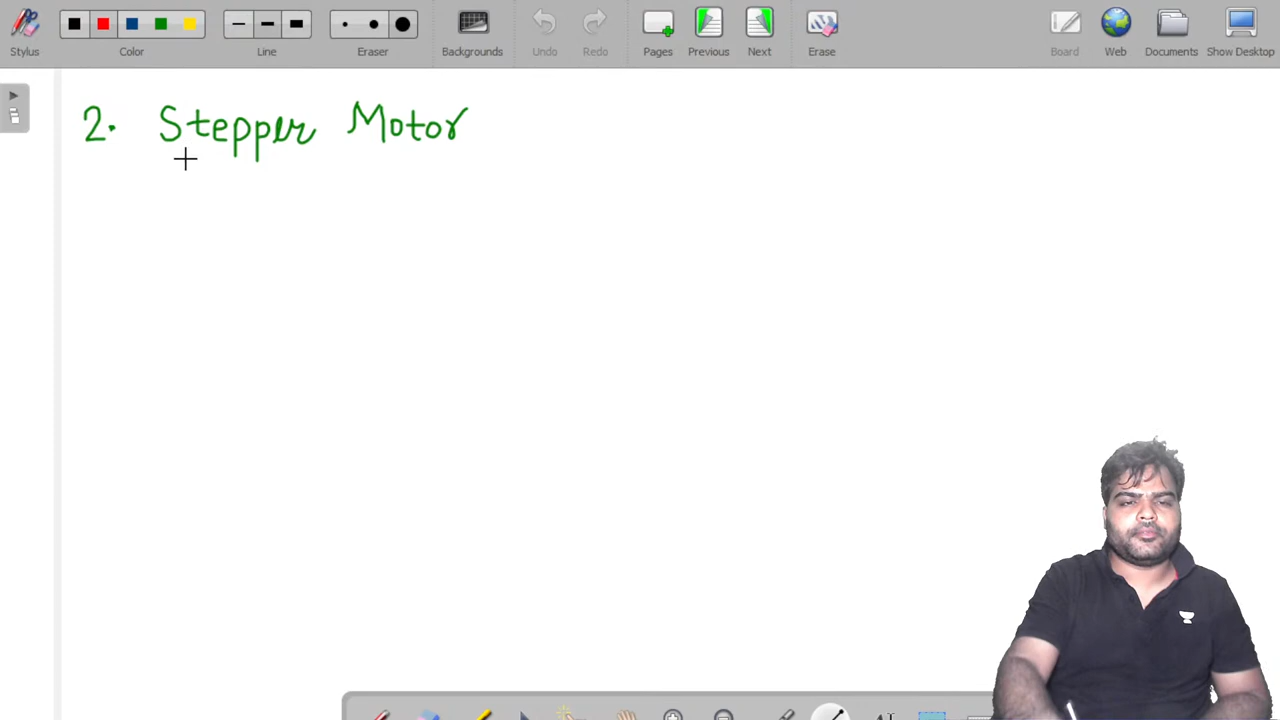 Stylus
Color
Line
Eraser
Backgrounds
Undo
Redo
Pages
Previous
Next
Erase
Board
Web
Documents
Show Desktop
2. Stepper Motor